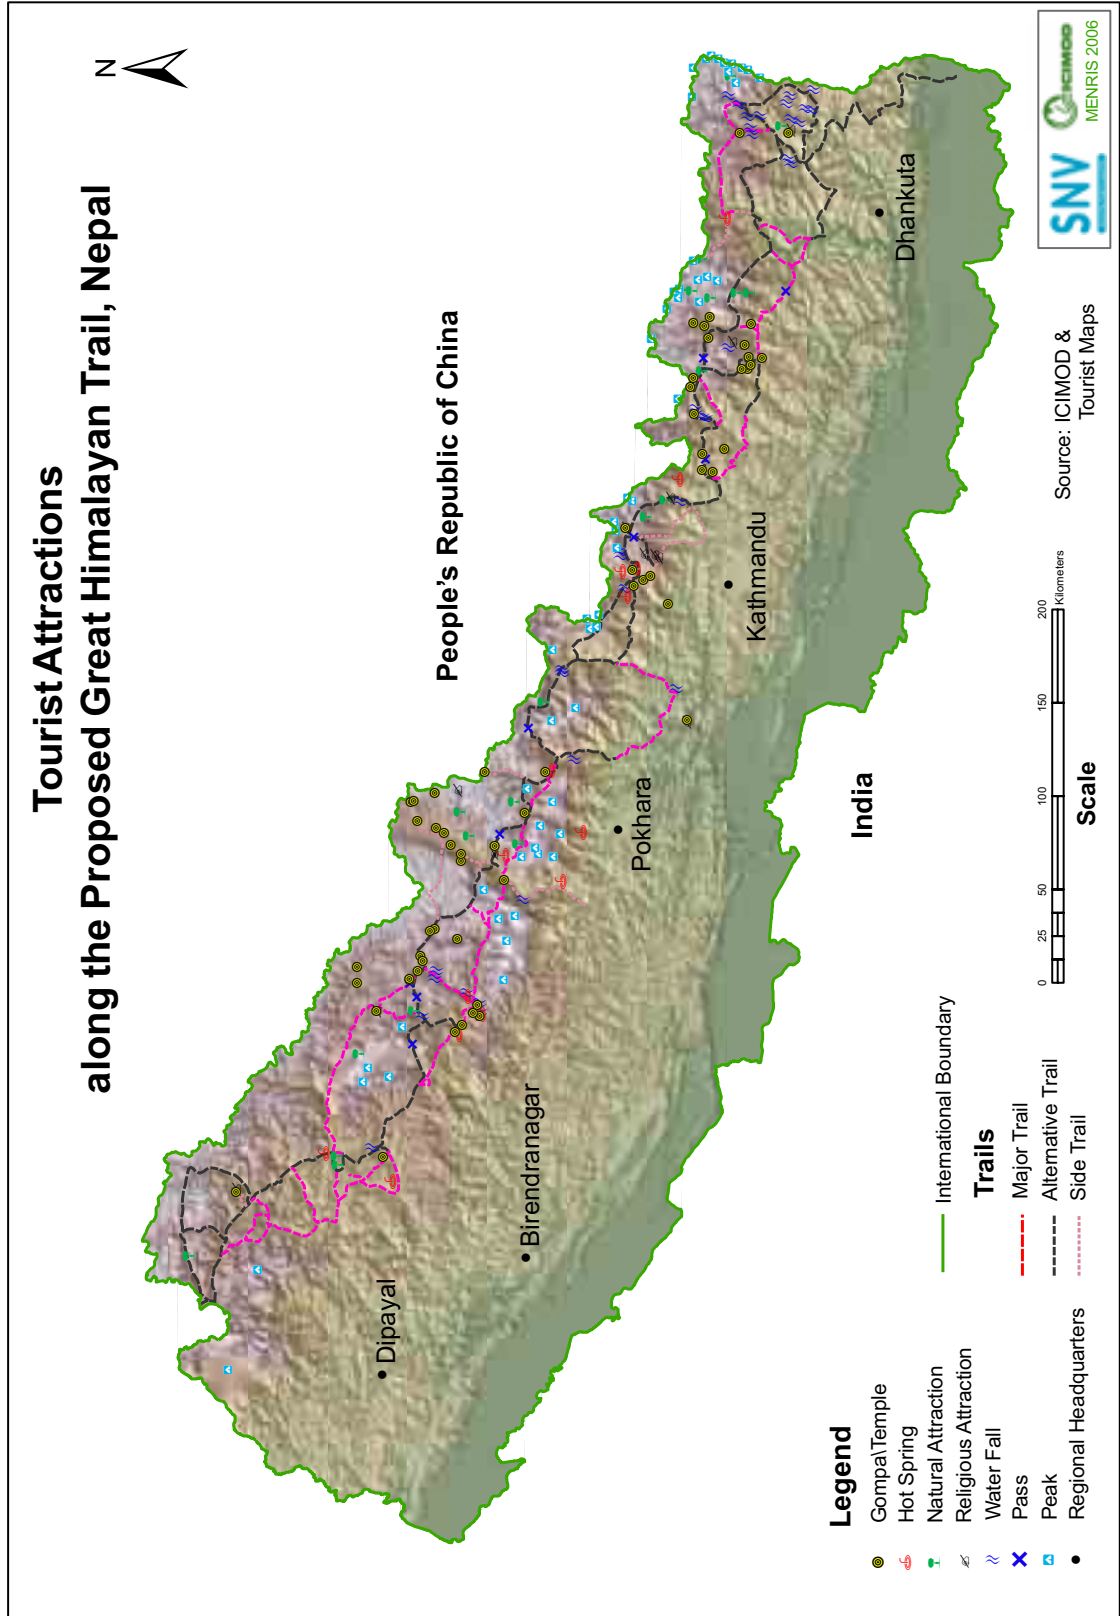 Tourist Attractions
along the Proposed Great Himalayan Trail, Nepal
N
People's Republic of China
Dipayal
Birendranagar
Pokhara
Kathmandu
Dhankuta
India
Legend
Gompa\Temple
Hot Spring
Natural Attraction
Religious Attraction
Water Fall
Pass
Peak
Regional Headquarters
International Boundary
Trails
Major Trail
Alternative Trail
Side Trail
0 25 50 100 150 200
Kilometers
Scale
Source: ICIMOD &
Tourist Maps
SNV
ICIMOD
MENRIS 2006